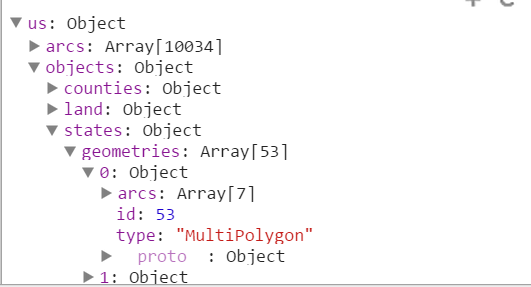 us: Object
arcs: Array[10034]
objects: Object
counties: Object
land: Object
states: Object
geometries: Array[53]
0: Object
arcs: Array[7]
id: 53
type: "MultiPolygon"
proto : Object
1: Object